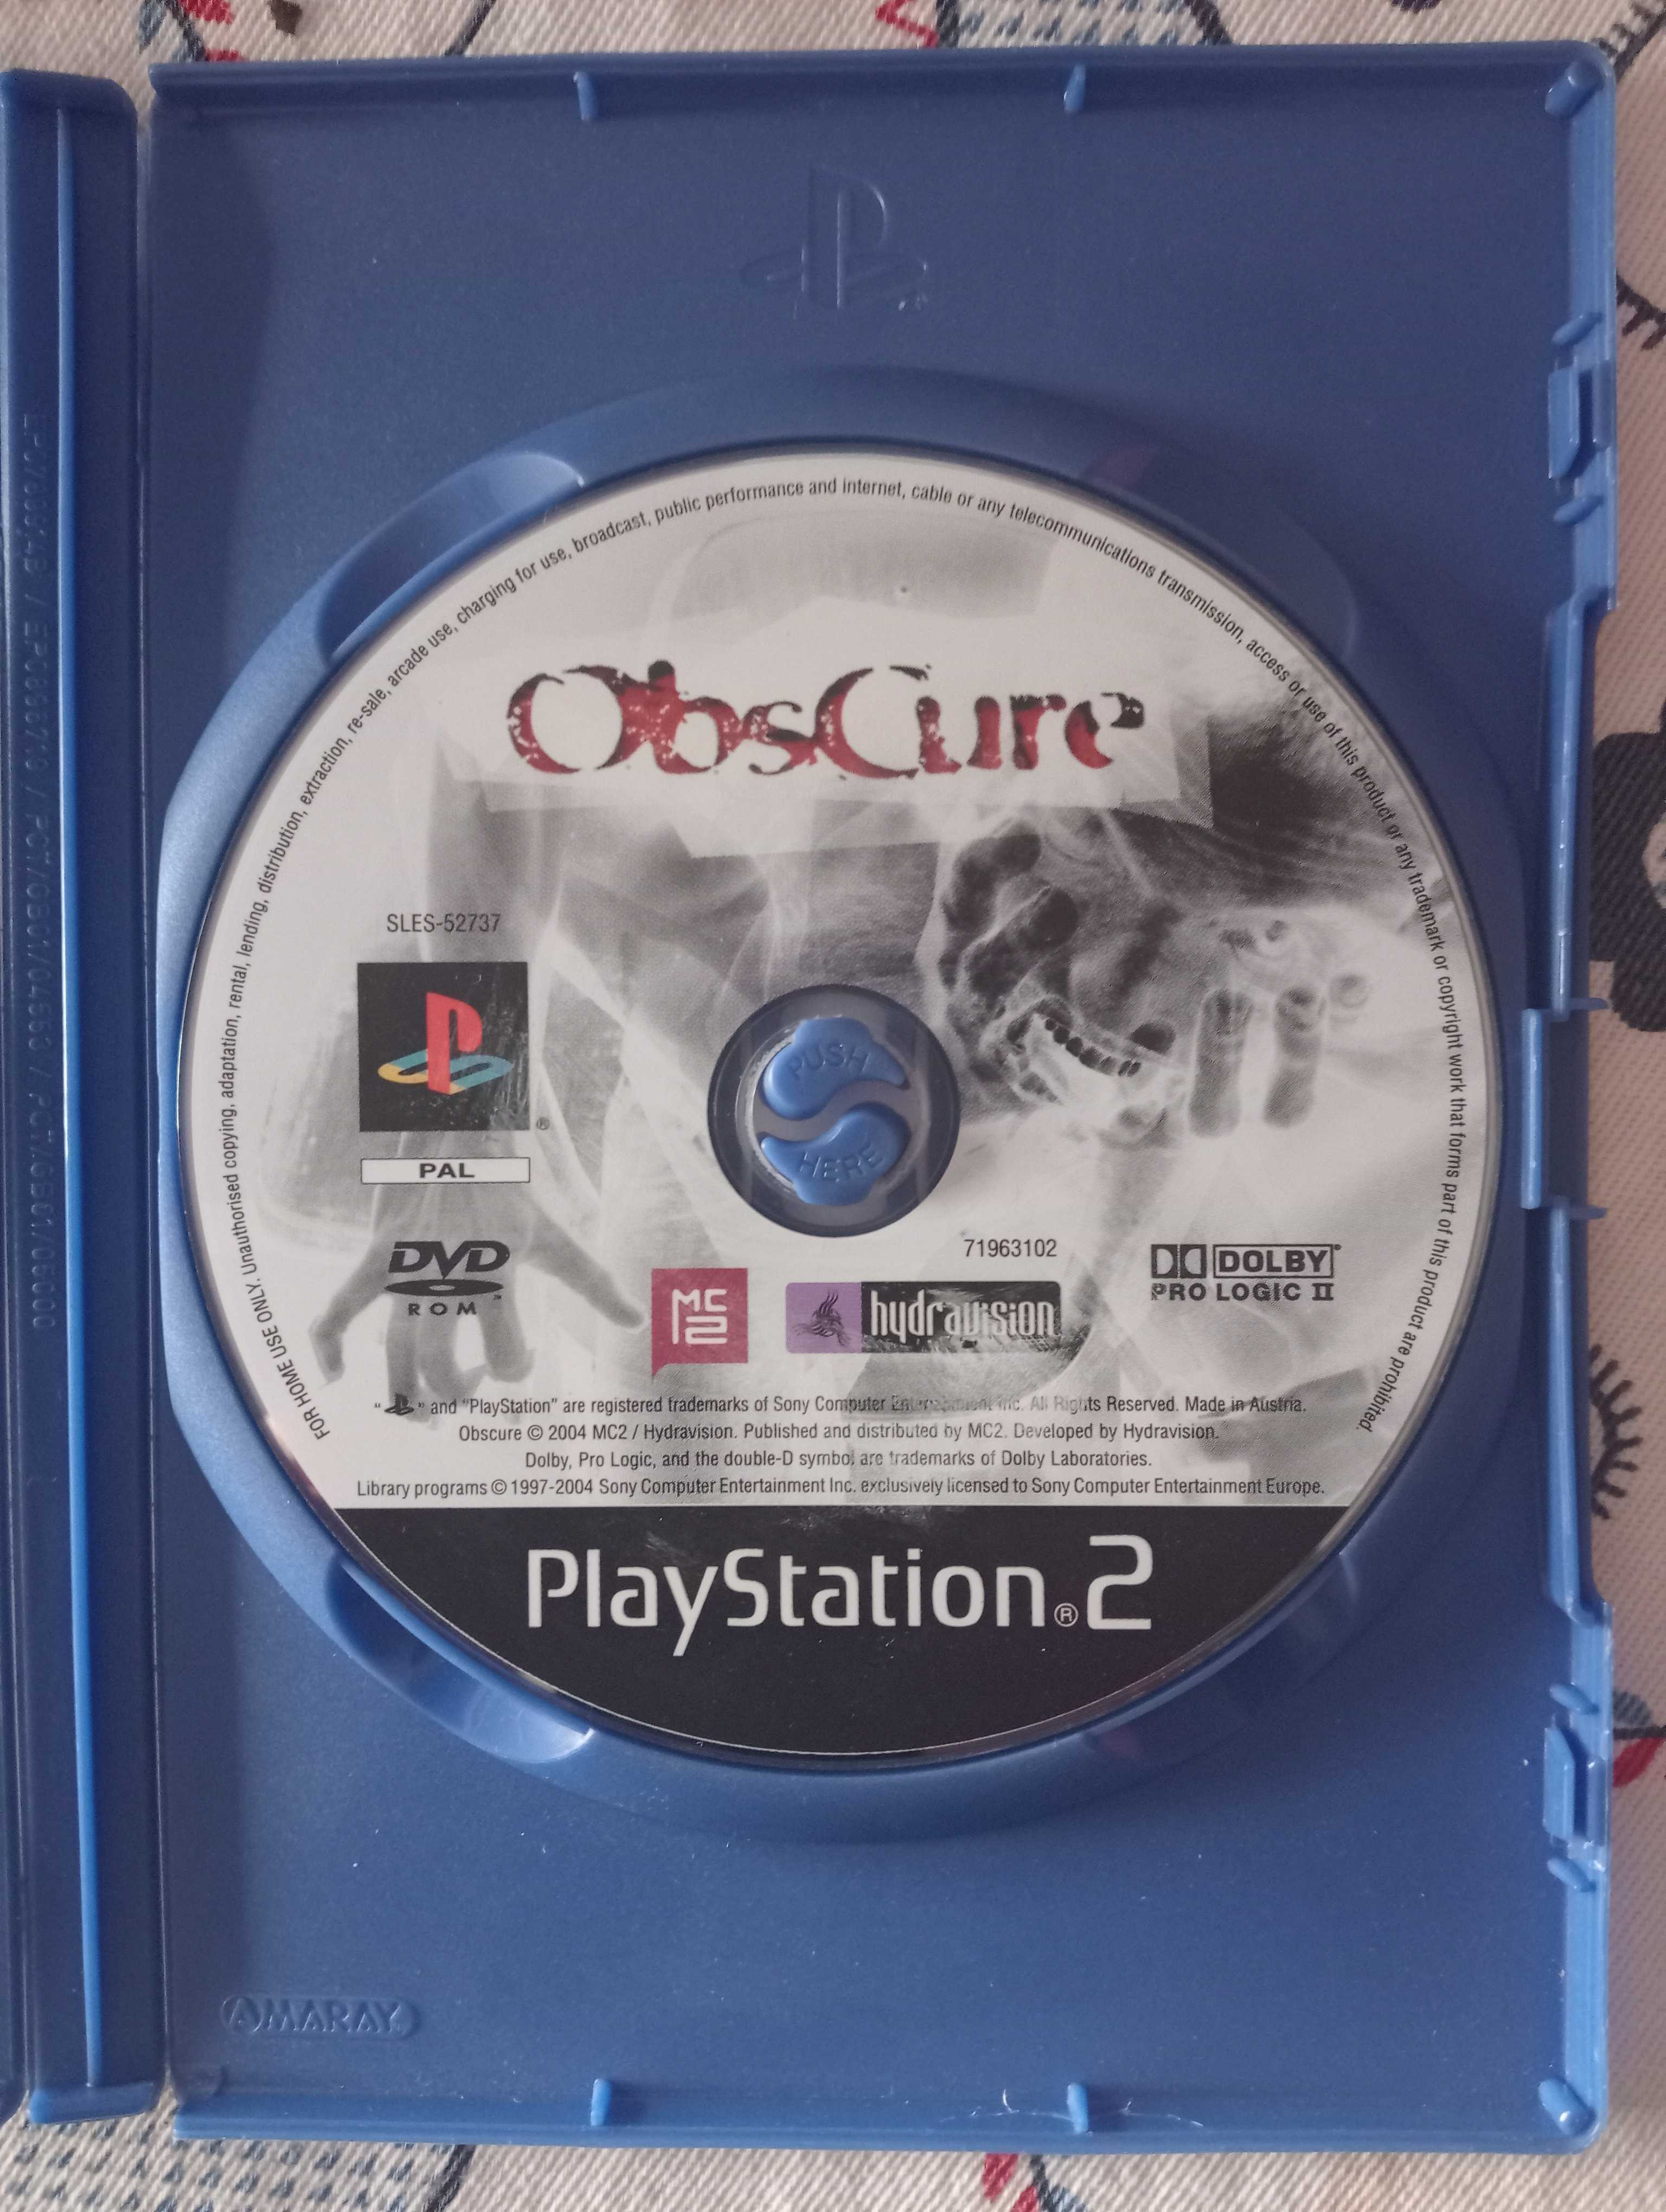 FOR HOME USE ONLY. Unauthorised copying, adaptation, rental, lending, distribution, extraction, re-sale, arcade use, charging for use, broadcast, public performance and internet, cable or any telecommunications transmission, access or use of this product or any trademark or copyright work that forms part of this product are prohibited.
ObsCure
SLES-52737
®
PAL
PUSH
HERE
DVD
ROM
MC2
hydravision
71963102
DOLBY
PRO LOGIC II
" " and "PlayStation" are registered trademarks of Sony Computer Entertainment Inc. All Rights Reserved. Made in Austria.
Obscure © 2004 MC2 / Hydravision. Published and distributed by MC2. Developed by Hydravision.
Dolby, Pro Logic, and the double-D symbol are trademarks of Dolby Laboratories.
Library programs © 1997-2004 Sony Computer Entertainment Inc. exclusively licensed to Sony Computer Entertainment Europe.
PlayStation®2
AMARAY